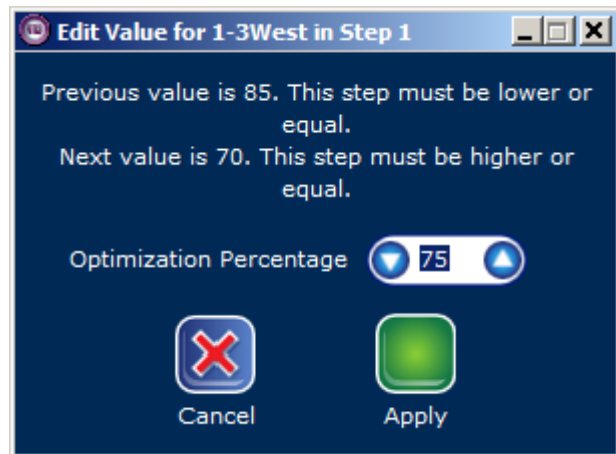 Edit Value for 1-3West in Step 1
Previous value is 85. This step must be lower or
equal.
Next value is 70. This step must be higher or
equal.
Optimization Percentage 75
Cancel Apply